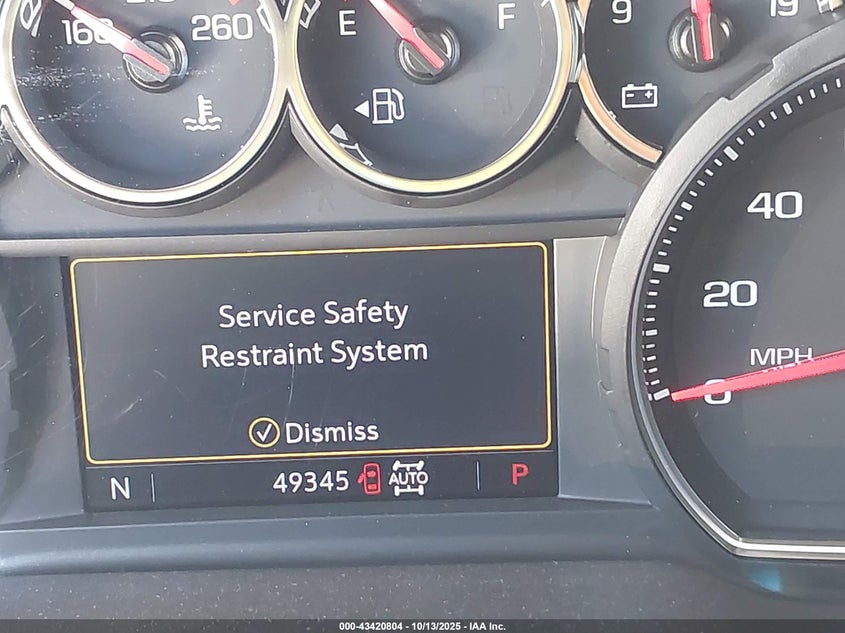 160 210 260
E F
9 19
40
20
MPH
0
Service Safety
Restraint System
Dismiss
N 49345 AUTO P
000-43420804 - 10/13/2025 - IAA Inc.